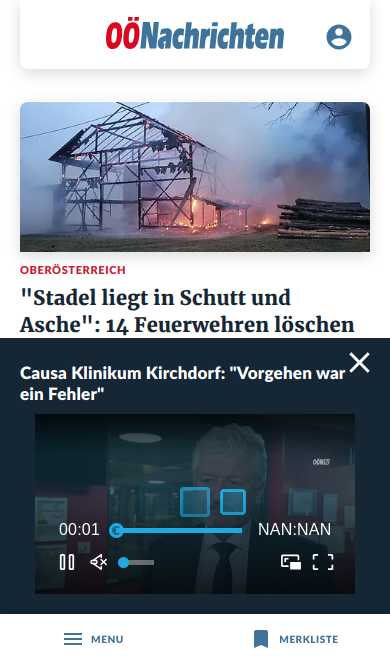 OÖNachrichten
OBERÖSTERREICH
"Stadel liegt in Schutt und
Asche": 14 Feuerwehren löschen
Causa Klinikum Kirchdorf: "Vorgehen war
ein Fehler"
OÖN
00:01
NAN:NAN
MENU
MERKLISTE